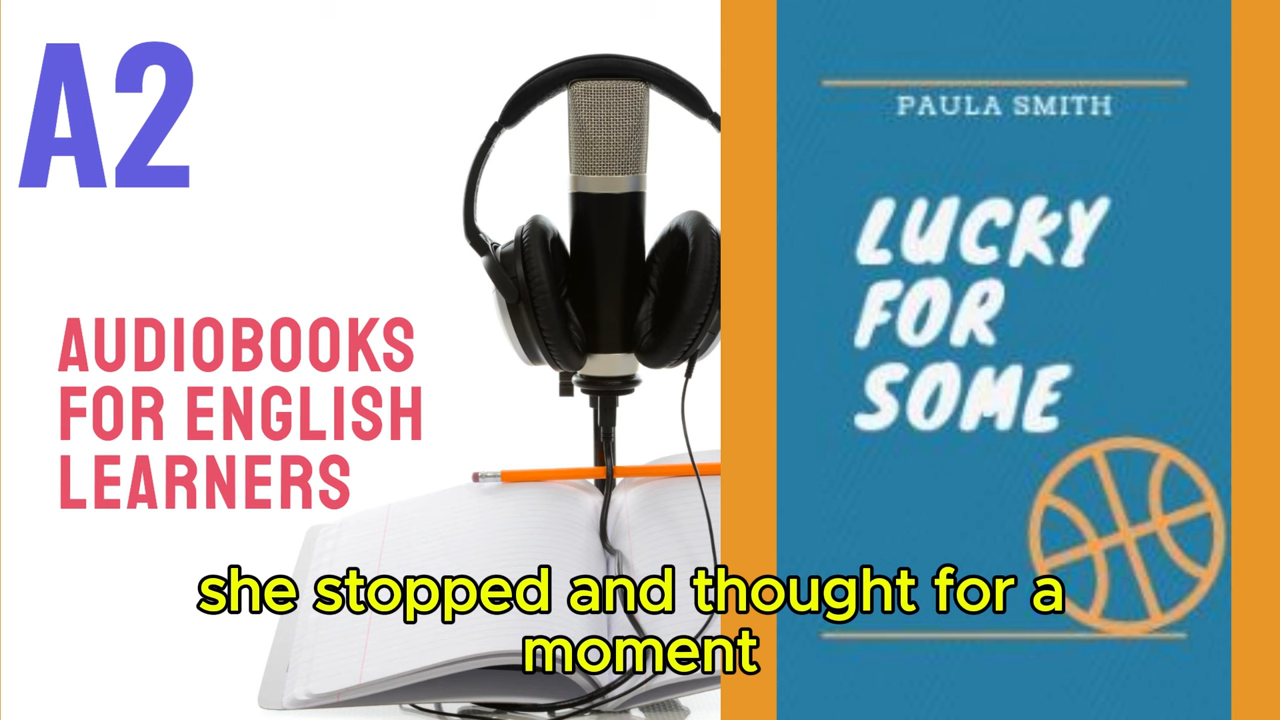 A2
AUDIOBOOKS
FOR ENGLISH
LEARNERS
PAULA SMITH
LUCKY
FOR
SOME
she stopped and thought for a
moment